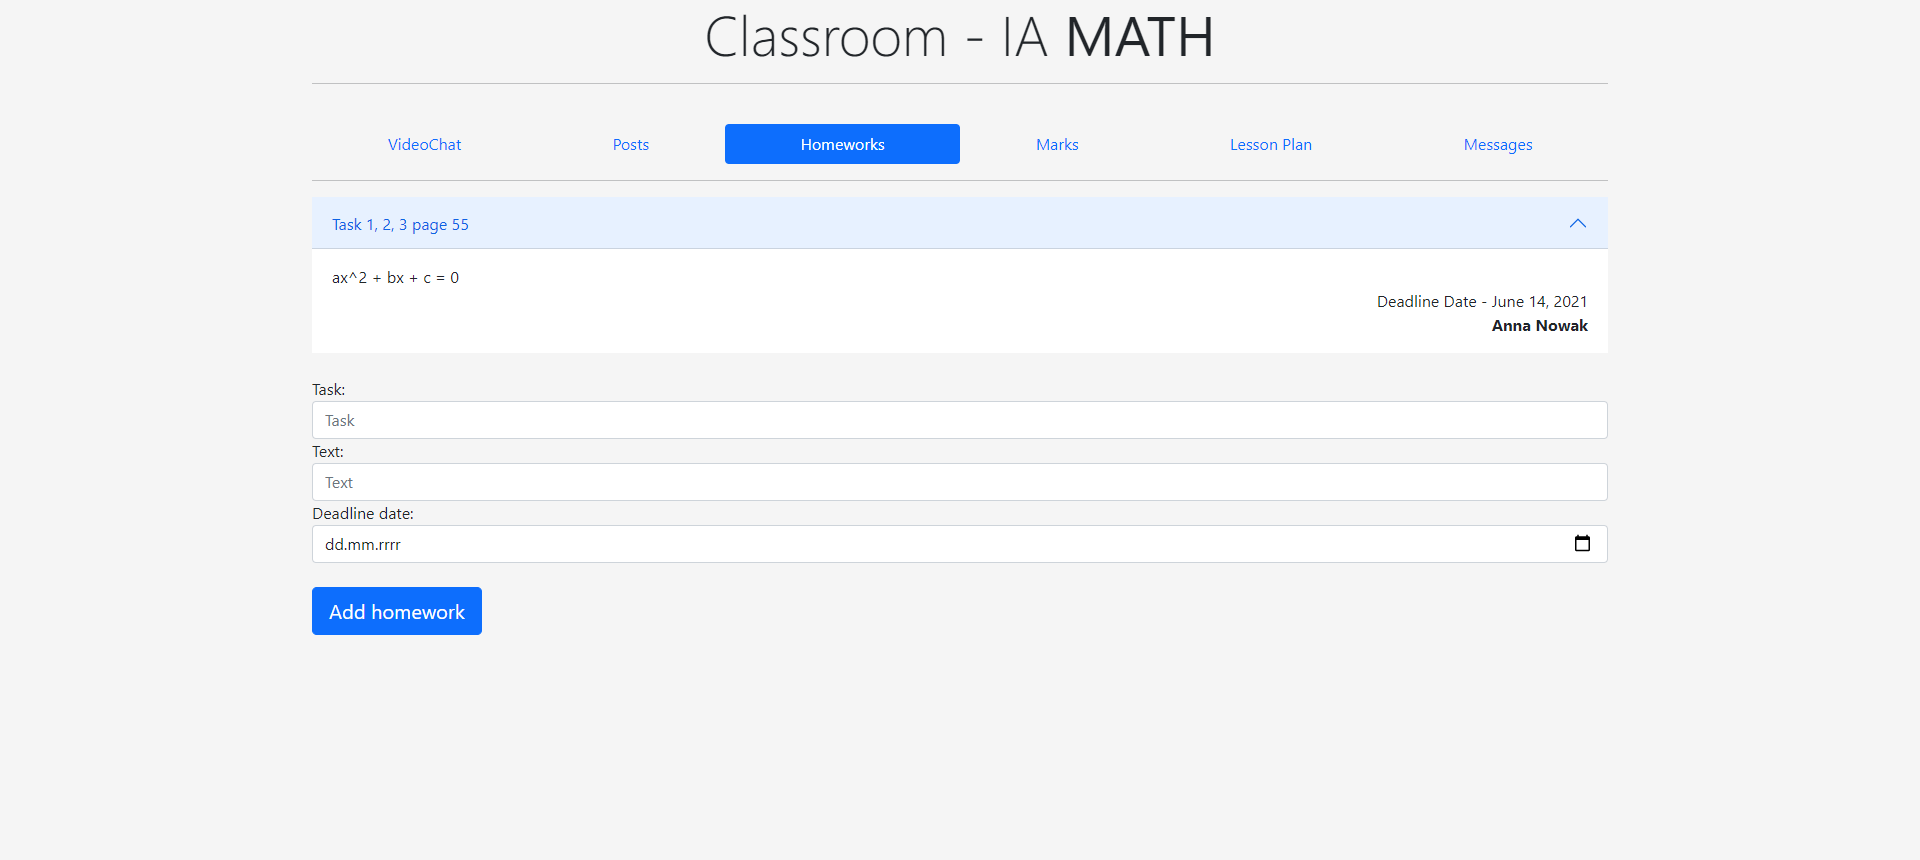 Classroom - IA MATH
VideoChat Posts Homeworks Marks Lesson Plan Messages
Task 1, 2, 3 page 55
ax^2 + bx + c = 0
Deadline Date - June 14, 2021
Anna Nowak
Task:
Task
Text:
Text
Deadline date:
dd.mm.rrrr
Add homework